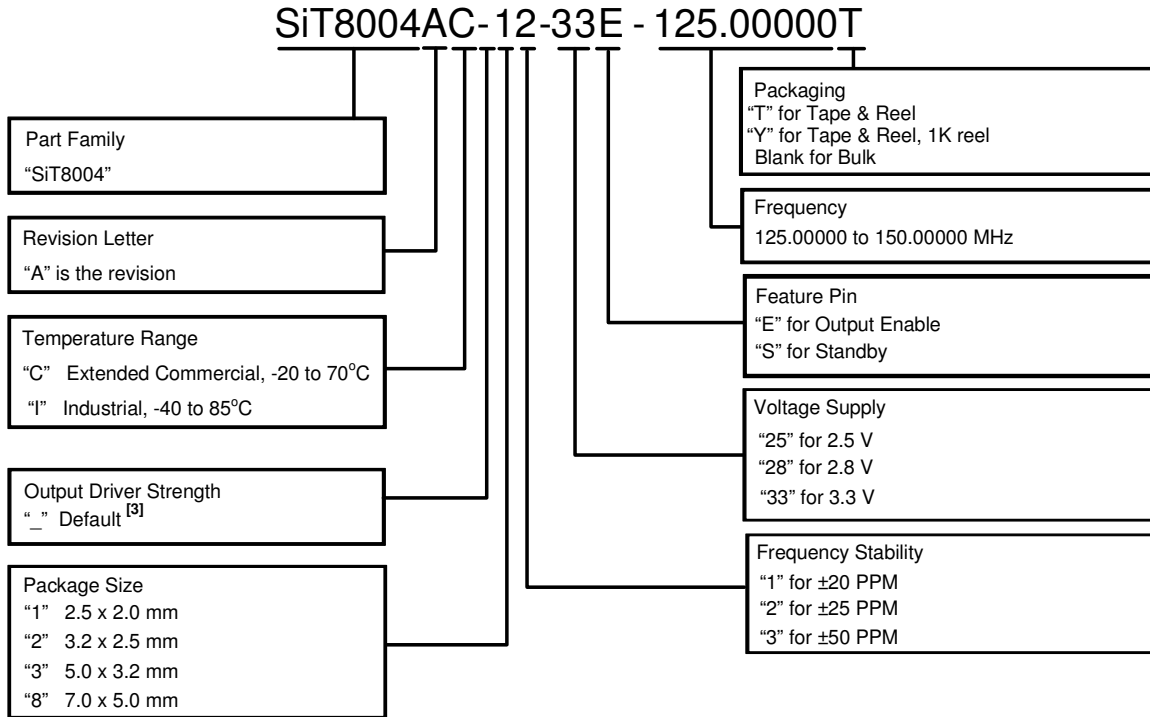 SiT8004AC-12-33E - 125.00000T
Part Family
“SiT8004”
Revision Letter
“A” is the revision
Temperature Range
“C” Extended Commercial, -20 to 70°C
“I” Industrial, -40 to 85°C
Output Driver Strength
“_” Default [3]
Package Size
“1” 2.5 x 2.0 mm
“2” 3.2 x 2.5 mm
“3” 5.0 x 3.2 mm
“8” 7.0 x 5.0 mm
Packaging
“T” for Tape & Reel
“Y” for Tape & Reel, 1K reel
Blank for Bulk
Frequency
125.00000 to 150.00000 MHz
Feature Pin
“E” for Output Enable
“S” for Standby
Voltage Supply
“25” for 2.5 V
“28” for 2.8 V
“33” for 3.3 V
Frequency Stability
“1” for ±20 PPM
“2” for ±25 PPM
“3” for ±50 PPM